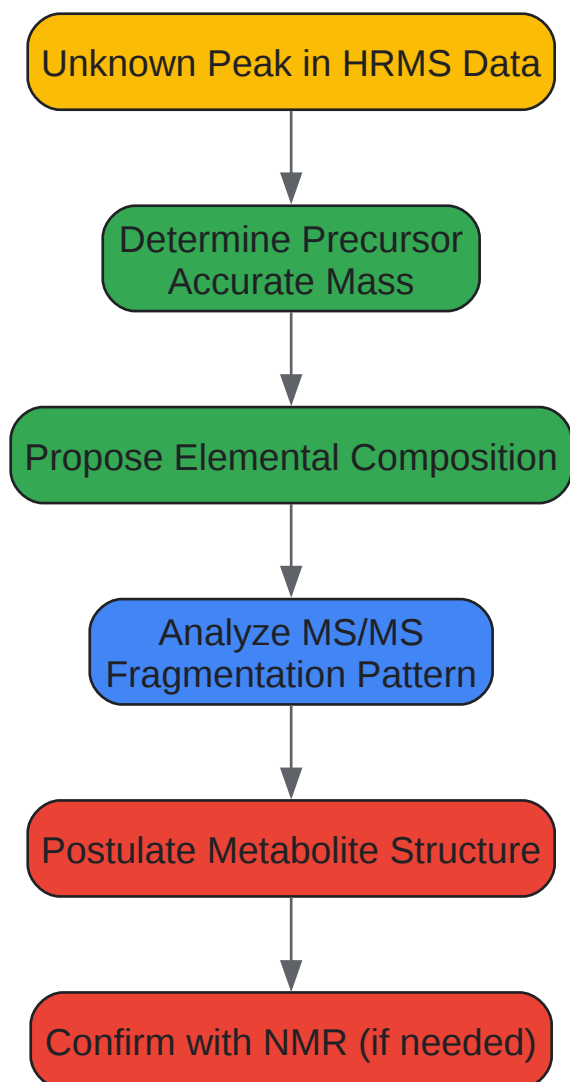 Unknown Peak in HRMS Data
Determine Precursor
Accurate Mass
Propose Elemental Composition
Analyze MS/MS
Fragmentation Pattern
Postulate Metabolite Structure
Confirm with NMR (if needed)